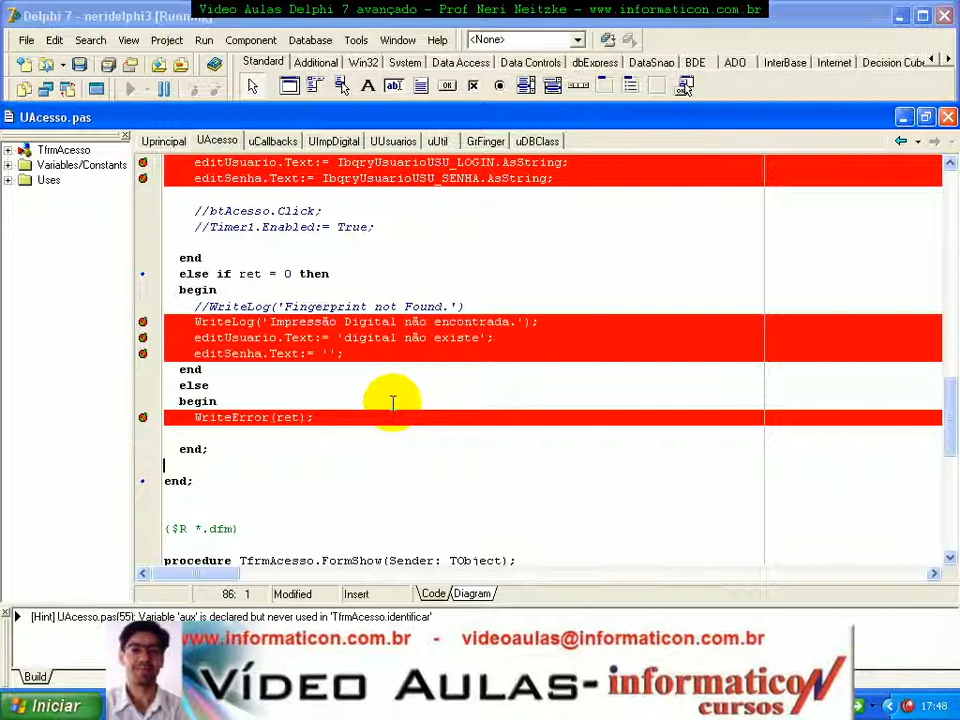 Vídeo Aulas Delphi 7 avançado - Prof Neri Neitzke - www.informaticon.com.br
Delphi 7 - neridelphi3 [Running]
File Edit Search View Project Run Component Database Tools Window Help <None>
Standard Additional Win32 System Data Access Data Controls dbExpress DataSnap BDE ADO InterBase Internet Decision Cube
UAcesso.pas
TfrmAcesso
Variables/Constants
Uses
Uprincipal UAcesso uCallbacks UImpDigital UUsuarios uUtil GrFinger uDBClass
editUsuario.Text:= IbqryUsuarioUSU_LOGIN.AsString;
editSenha.Text:= IbqryUsuarioUSU_SENHA.AsString;
//btAcesso.Click;
//Timer1.Enabled:= True;
end
else if ret = 0 then
begin
//WriteLog('Fingerprint not Found.')
WriteLog('Impressão Digital não encontrada.');
editUsuario.Text:= 'digital não existe';
editSenha.Text:= '';
end
else
begin
WriteError(ret);
end;
end;
{$R *.dfm}
procedure TfrmAcesso.FormShow(Sender: TObject);
86: 1 Modified Insert Code Diagram
[Hint] UAcesso.pas(55): Variable 'aux' is declared but never used in 'TfrmAcesso.identificar'
www.informaticon.com.br - videoaulas@informaticon.com.br
Build
VÍDEO AULAS- informaticoN
cursos
Iniciar
17:48